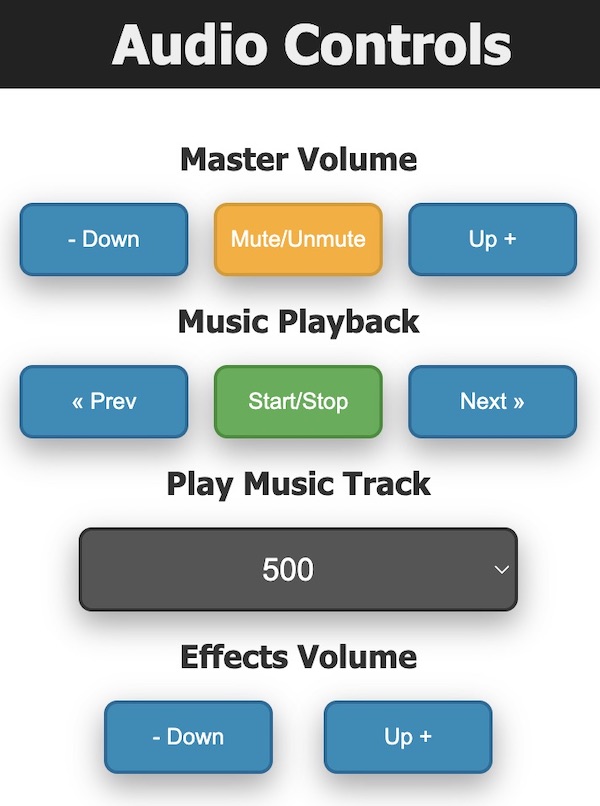 Audio Controls
Master Volume
- Down
Mute/Unmute
Up +
Music Playback
« Prev
Start/Stop
Next »
Play Music Track
500
Effects Volume
- Down
Up +